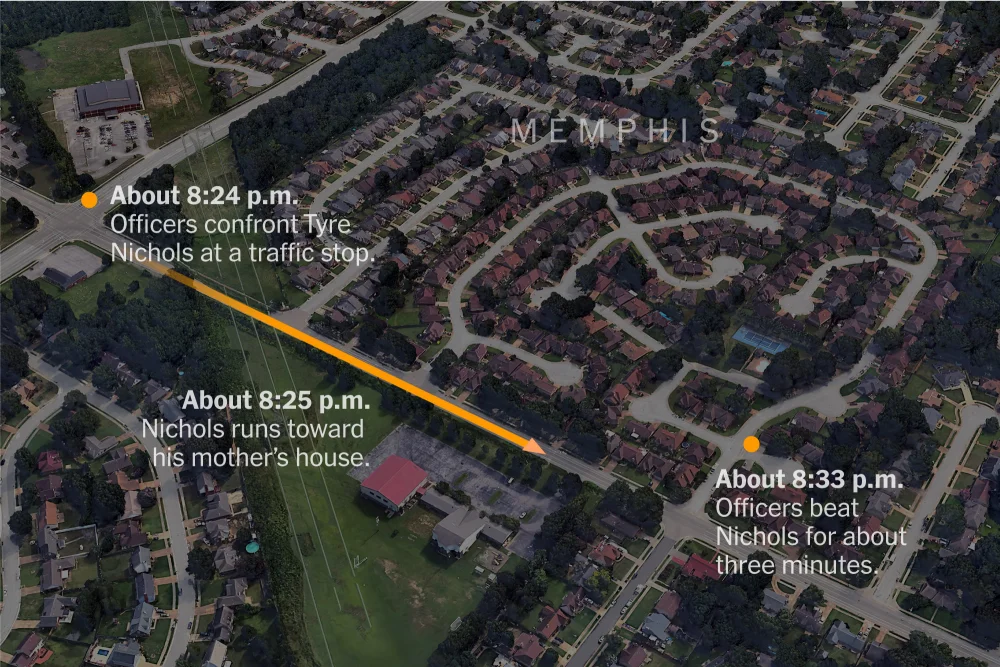 MEMPHIS
About 8:24 p.m.
Officers confront Tyre
Nichols at a traffic stop.
About 8:25 p.m.
Nichols runs toward
his mother’s house.
About 8:33 p.m.
Officers beat
Nichols for about
three minutes.